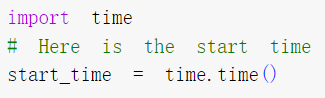 import time
# Here is the start time
start_time = time.time()